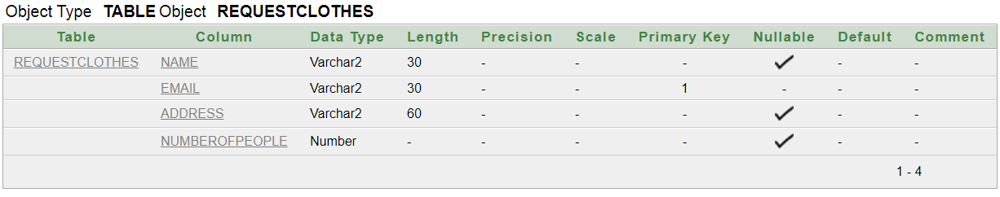 Object Type TABLE Object REQUESTCLOTHES
Table Column Data Type Length Precision Scale Primary Key Nullable Default Comment
REQUESTCLOTHES NAME Varchar2 30 - - - ✓ - -
EMAIL Varchar2 30 - - 1 - - -
ADDRESS Varchar2 60 - - - ✓ - -
NUMBEROFPEOPLE Number - - - - ✓ - -
1 - 4